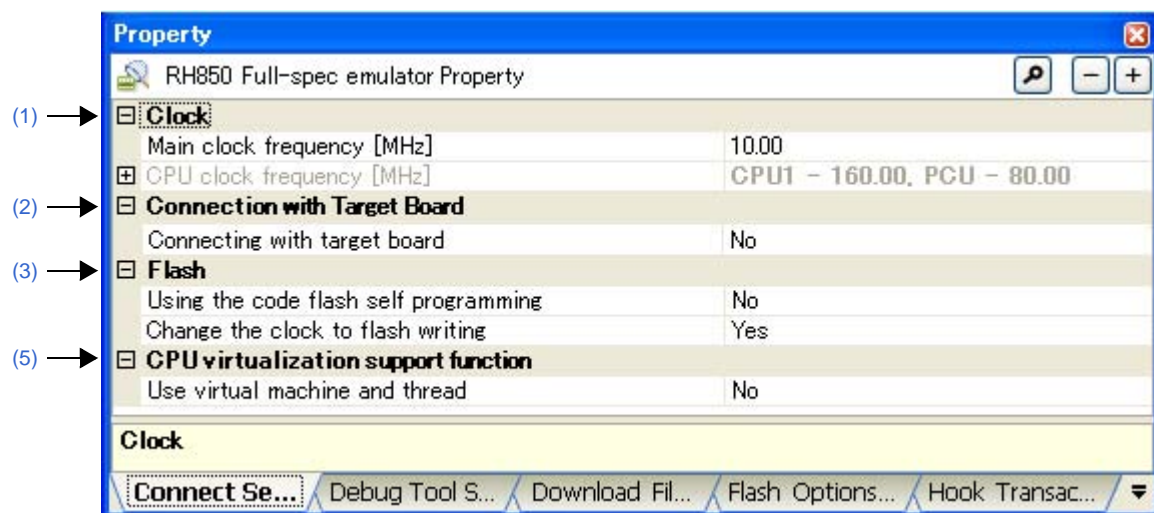 Property
RH850 Full-spec emulator Property
(1) Clock
Main clock frequency [MHz] 10.00
CPU clock frequency [MHz] CPU1 - 160.00, PCU - 80.00
(2) Connection with Target Board
Connecting with target board No
(3) Flash
Using the code flash self programming No
Change the clock to flash writing Yes
(5) CPU virtualization support function
Use virtual machine and thread No
Clock
Connect Se... Debug Tool S... Download Fil... Flash Options... Hook Transac...